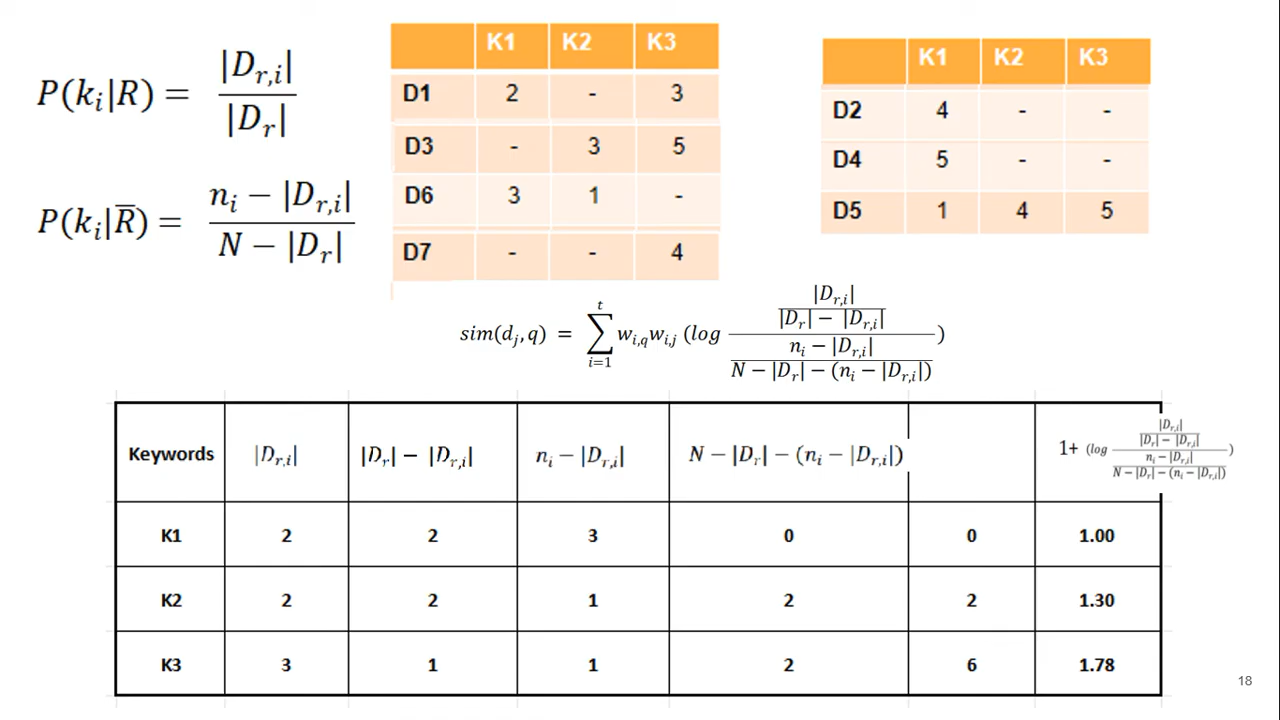 P(k_i|R) = |D_{r,i}| / |D_r|
P(k_i|R̅) = (n_i − |D_{r,i}|) / (N − |D_r|)
K1 K2 K3
D1 2 - 3
D3 - 3 5
D6 3 1 -
D7 - - 4
K1 K2 K3
D2 4 - -
D4 5 - -
D5 1 4 5
sim(d_j, q) = ∑_{i=1}^{t} w_{i,q} w_{i,j} (log ((|D_{r,i}| / (|D_r| − |D_{r,i}|)) / ((n_i − |D_{r,i}|) / (N − |D_r| − (n_i − |D_{r,i}|)))) )
Keywords |D_{r,i}| |D_r| − |D_{r,i}| n_i − |D_{r,i}| N − |D_r| − (n_i − |D_{r,i}|) 1+ (log ((|D_{r,i}| / (|D_r| − |D_{r,i}|)) / ((n_i − |D_{r,i}|) / (N − |D_r| − (n_i − |D_{r,i}|)))) )
K1 2 2 3 0 0 1.00
K2 2 2 1 2 2 1.30
K3 3 1 1 2 6 1.78
18